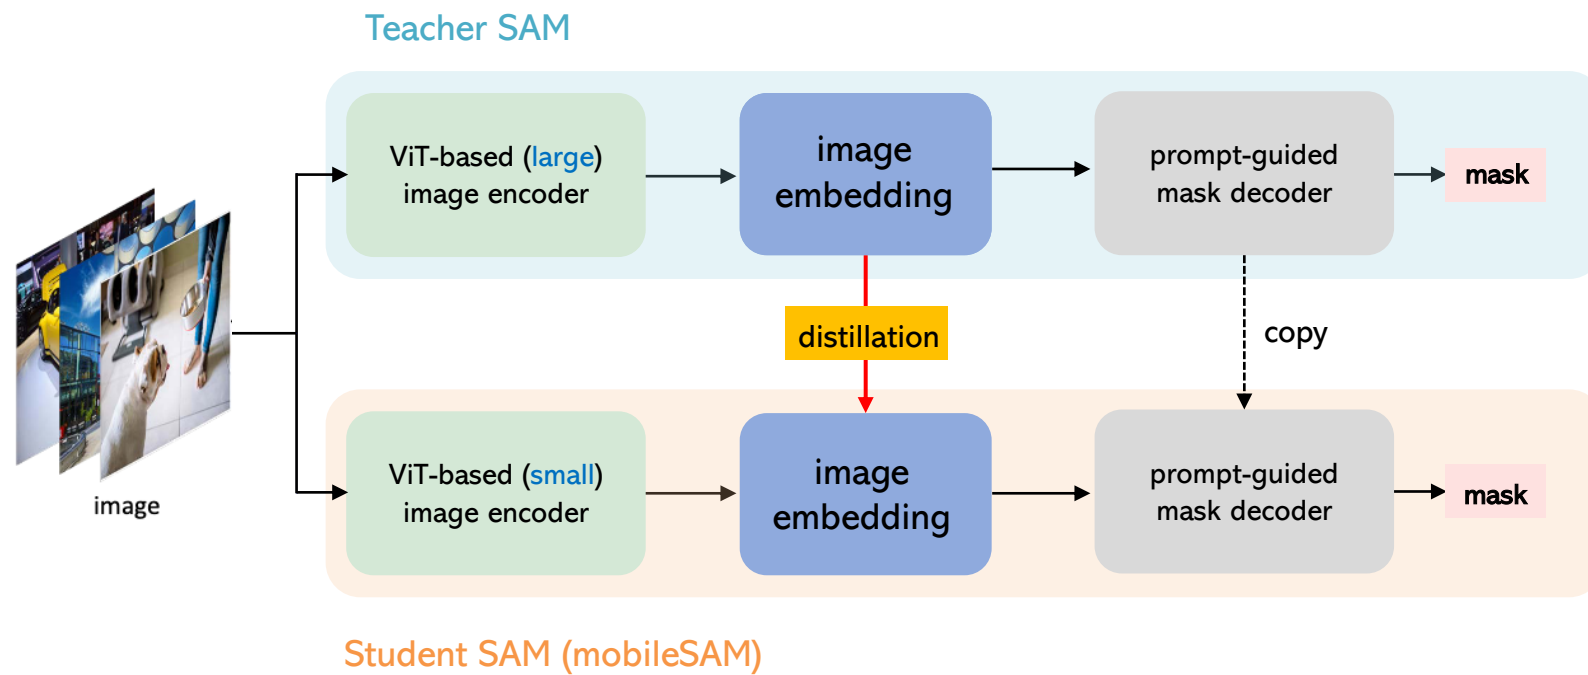 Teacher SAM
ViT-based (large)
image encoder
image
embedding
prompt-guided
mask decoder
mask
distillation
copy
image
ViT-based (small)
image encoder
image
embedding
prompt-guided
mask decoder
mask
Student SAM (mobileSAM)